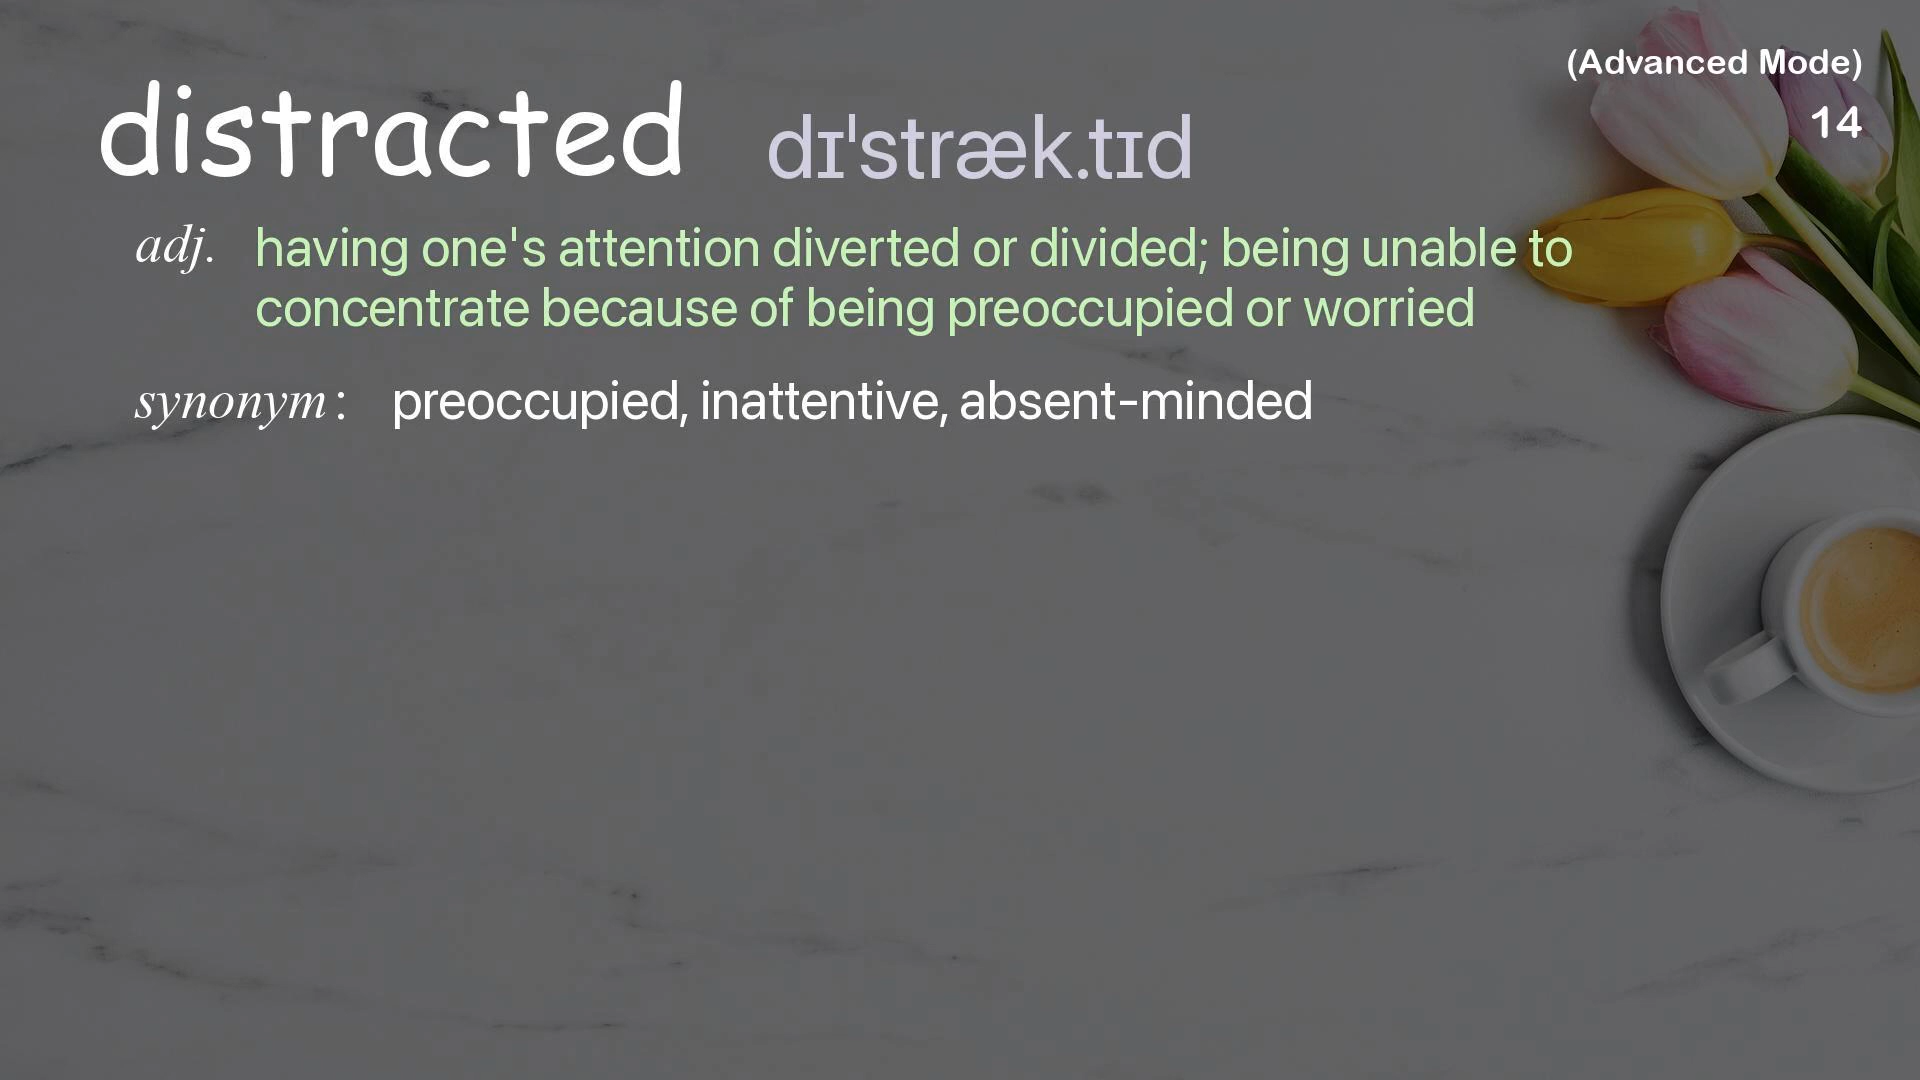 (Advanced Mode)
14
distracted dɪˈstræk.tɪd
adj. having one's attention diverted or divided; being unable to
concentrate because of being preoccupied or worried
synonym : preoccupied, inattentive, absent-minded